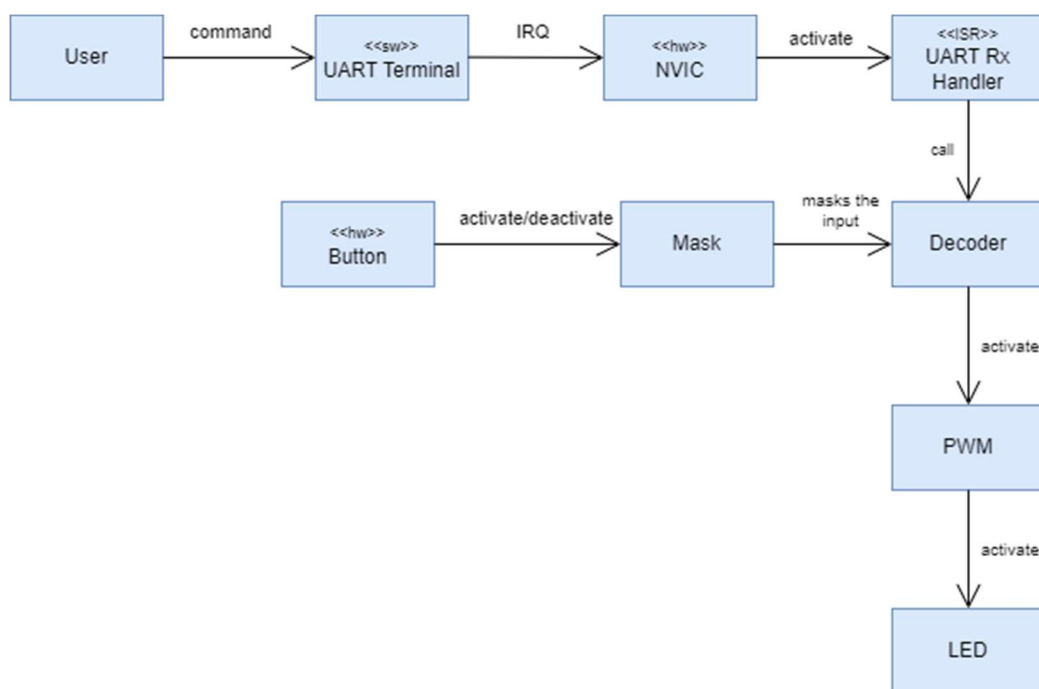 command
IRQ
activate
User
<<sw>>
UART Terminal
<<hw>>
NVIC
<<ISR>>
UART Rx
Handler
call
activate/deactivate
masks the
input
<<hw>>
Button
Mask
Decoder
activate
PWM
activate
LED